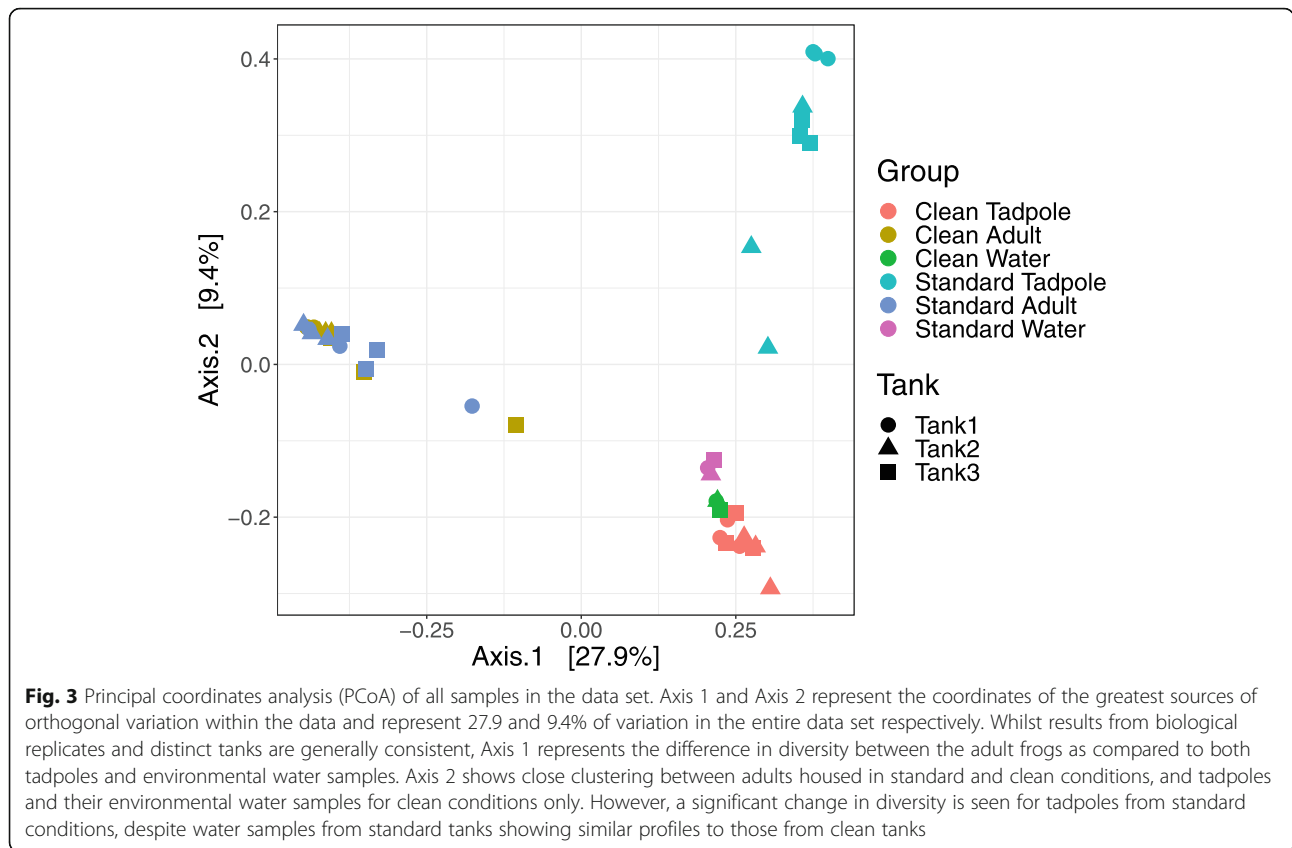 0.4
0.2
0.0
−0.2
Axis.2 [9.4%]
−0.25 0.00 0.25
Axis.1 [27.9%]
Group
Clean Tadpole
Clean Adult
Clean Water
Standard Tadpole
Standard Adult
Standard Water
Tank
Tank1
Tank2
Tank3
Fig. 3 Principal coordinates analysis (PCoA) of all samples in the data set. Axis 1 and Axis 2 represent the coordinates of the greatest sources of
orthogonal variation within the data and represent 27.9 and 9.4% of variation in the entire data set respectively. Whilst results from biological
replicates and distinct tanks are generally consistent, Axis 1 represents the difference in diversity between the adult frogs as compared to both
tadpoles and environmental water samples. Axis 2 shows close clustering between adults housed in standard and clean conditions, and tadpoles
and their environmental water samples for clean conditions only. However, a significant change in diversity is seen for tadpoles from standard
conditions, despite water samples from standard tanks showing similar profiles to those from clean tanks